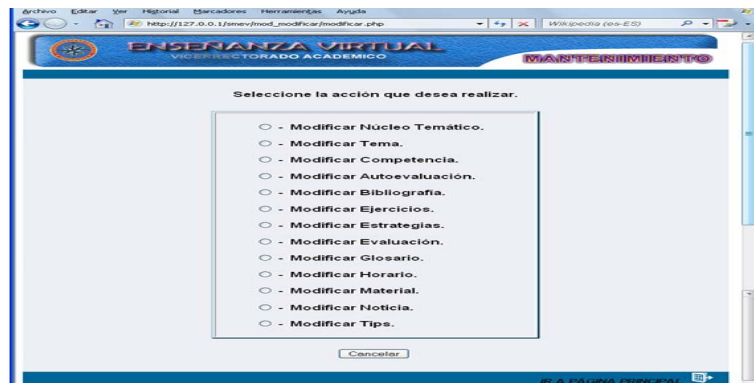 Archivo Editar Ver Historial Marcadores Herramientas Ayuda
http://127.0.0.1/smev/mod_modificar/modificar.php Wikipedia (es-ES)
ENSEÑANZA VIRTUAL
VICERRECTORADO ACADEMICO
MANTENIMIENTO
Seleccione la acción que desea realizar.
- Modificar Núcleo Temático.
- Modificar Tema.
- Modificar Competencia.
- Modificar Autoevaluación.
- Modificar Bibliografía.
- Modificar Ejercicios.
- Modificar Estrategias.
- Modificar Evaluación.
- Modificar Glosario.
- Modificar Horario.
- Modificar Material.
- Modificar Noticia.
- Modificar Tips.
Cancelar
IR A PAGINA PRINCIPAL